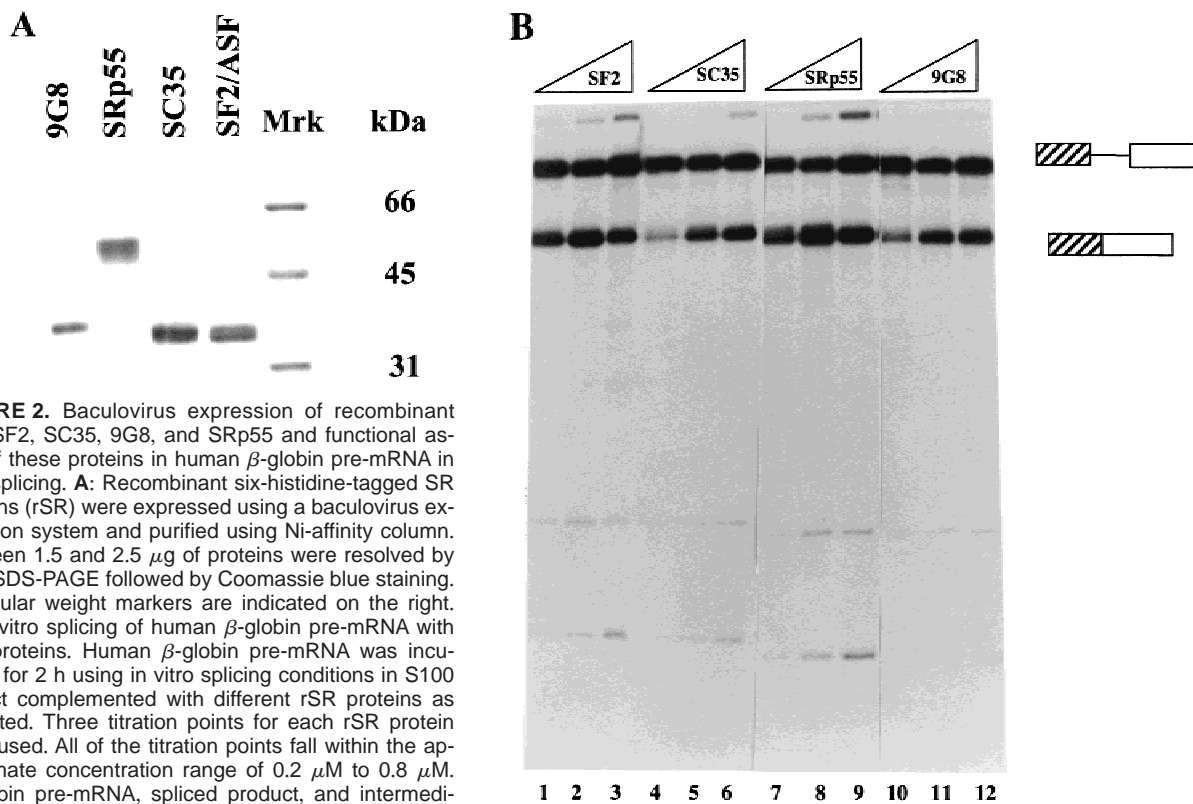 A
9G8
SRp55
SC35
SF2/ASF
Mrk
kDa
66
45
31
RE 2. Baculovirus expression of recombinant
SF2, SC35, 9G8, and SRp55 and functional as-
f these proteins in human β-globin pre-mRNA in
splicing. A: Recombinant six-histidine-tagged SR
ns (rSR) were expressed using a baculovirus ex-
on system and purified using Ni-affinity column.
een 1.5 and 2.5 μg of proteins were resolved by
SDS-PAGE followed by Coomassie blue staining.
ular weight markers are indicated on the right.
vitro splicing of human β-globin pre-mRNA with
proteins. Human β-globin pre-mRNA was incu-
for 2 h using in vitro splicing conditions in S100
ct complemented with different rSR proteins as
ted. Three titration points for each rSR protein
used. All of the titration points fall within the ap-
mate concentration range of 0.2 μM to 0.8 μM.
bin pre-mRNA, spliced product, and intermedi-
B
SF2
SC35
SRp55
9G8
1 2 3 4 5 6 7 8 9 10 11 12